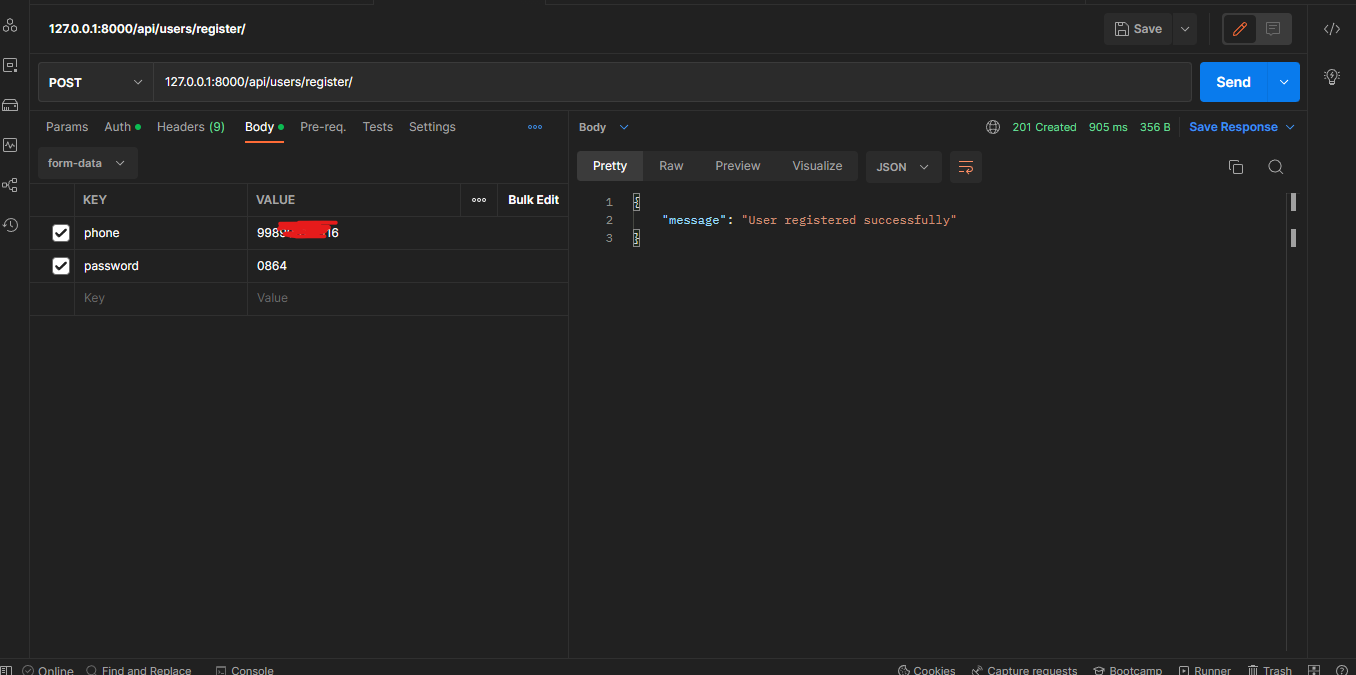 127.0.0.1:8000/api/users/register/
Save
POST
127.0.0.1:8000/api/users/register/
Send
Params Auth Headers (9) Body Pre-req. Tests Settings
Body
201 Created 905 ms 356 B Save Response
form-data
Pretty Raw Preview Visualize JSON
KEY VALUE Bulk Edit
phone 998 16
password 0864
Key Value
1 {
2 "message": "User registered successfully"
3 }
Online Find and Replace Console
Cookies Capture requests Bootcamp Runner Trash